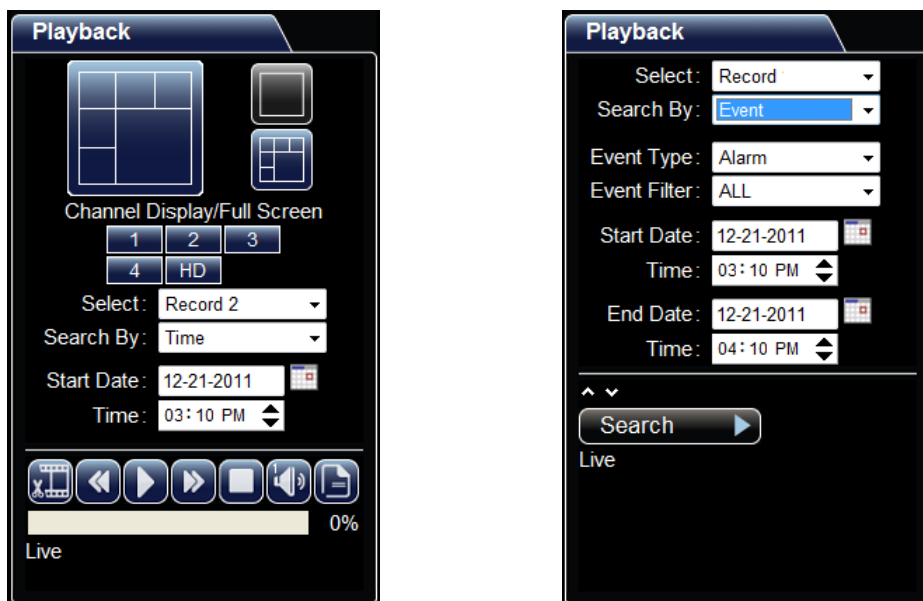 Playback
Channel Display/Full Screen
1 2 3
4 HD
Select: Record 2
Search By: Time
Start Date: 12-21-2011
Time: 03:10 PM
1
0%
Live
Playback
Select: Record
Search By: Event
Event Type: Alarm
Event Filter: ALL
Start Date: 12-21-2011
Time: 03:10 PM
End Date: 12-21-2011
Time: 04:10 PM
Search
Live